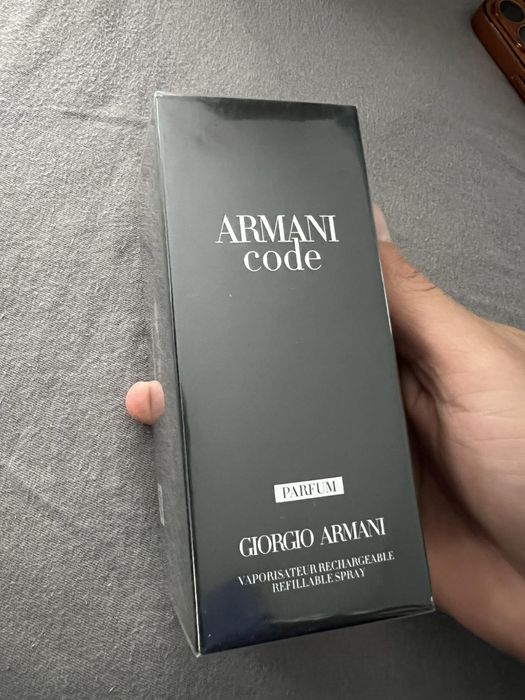 ARMANI
code
PARFUM
GIORGIO ARMANI
VAPORISATEUR RECHARGEABLE
REFILLABLE SPRAY